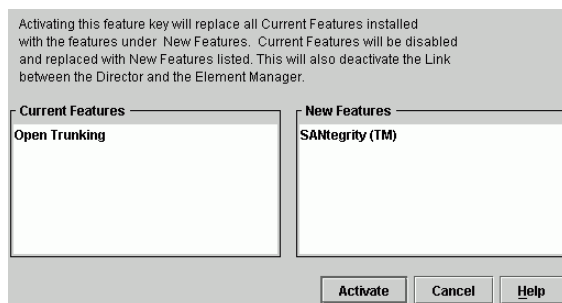 Activating this feature key will replace all Current Features installed
with the features under New Features. Current Features will be disabled
and replaced with New Features listed. This will also deactivate the Link
between the Director and the Element Manager.
Current Features
Open Trunking
New Features
SANtegrity (TM)
Activate Cancel Help